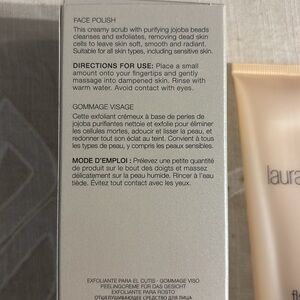 FACE POLISH
This creamy scrub with purifying jojoba beads
cleanses and exfoliates, removing dead skin
cells to leave skin soft, smooth and radiant.
Suitable for all skin types, including sensitive skin.
DIRECTIONS FOR USE: Place a small
amount onto your fingertips and gently
massage into dampened skin. Rinse with
warm water. Avoid contact with eyes.
GOMMAGE VISAGE
Cette exfoliant crémeux à base de perles de
jojoba purifiantes nettoie et exfolie pour éliminer
les cellules mortes, adoucir et lisser la peau, et
redonner tout son éclat au teint. Convient à tous
les types de peau, y compris les peaux sensibles.
MODE D'EMPLOI : Prélevez une petite quantité
de produit sur le bout des doigts et massez
délicatement sur la peau humide. Rincer à l'eau
tiède. Évitez tout contact avec les yeux.
EXFOLIANTE PARA EL CUTIS · GOMMAGE VISO
PEELINGCREME FÜR DAS GESICHT
EXFOLIANTE PARA ROSTO
ОТШЕЛУШИВАЮЩЕЕ СРЕДСТВО ДЛЯ ЛИЦА
laura